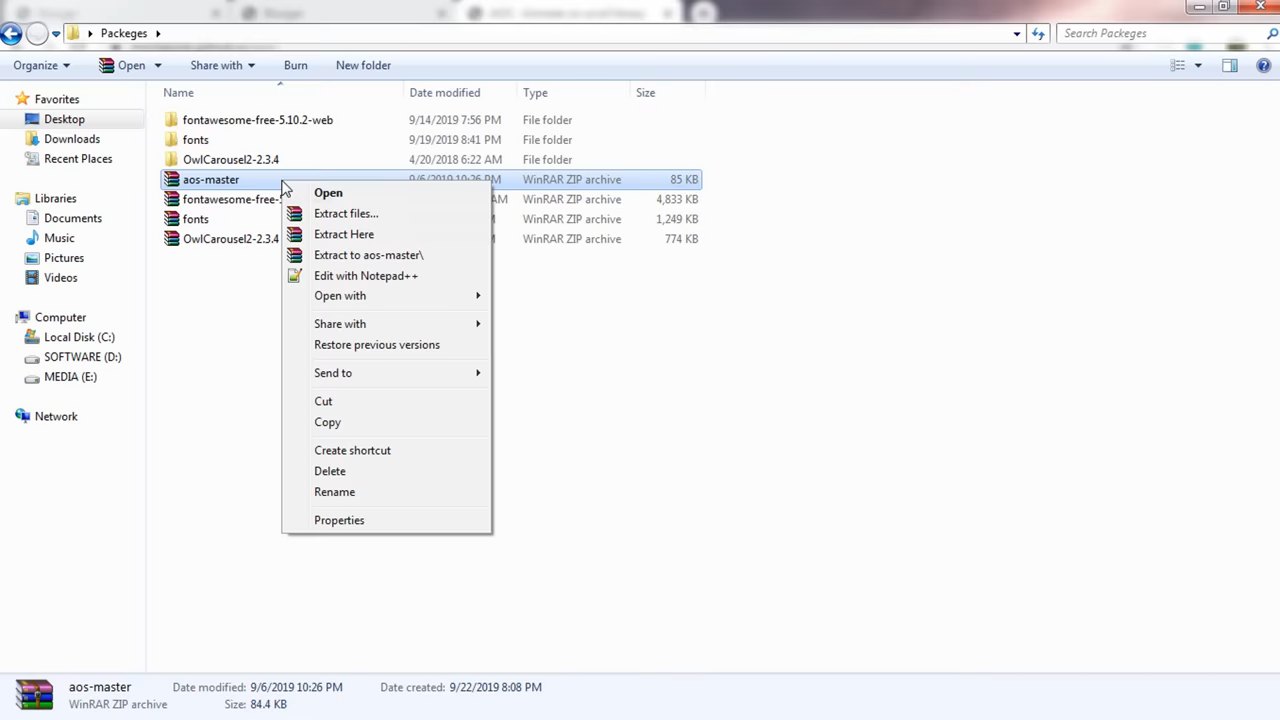 Packeges
Search Packeges
Organize
Open
Share with
Burn
New folder
Name
Date modified
Type
Size
Favorites
Desktop
Downloads
Recent Places
Libraries
Documents
Music
Pictures
Videos
Computer
Local Disk (C:)
SOFTWARE (D:)
MEDIA (E:)
Network
fontawesome-free-5.10.2-web 9/14/2019 7:56 PM File folder
fonts 9/19/2019 8:41 PM File folder
OwlCarousel2-2.3.4 4/20/2018 6:22 AM File folder
aos-master 9/6/2019 10:26 PM WinRAR ZIP archive 85 KB
fontawesome-free- AM WinRAR ZIP archive 4,833 KB
fonts M WinRAR ZIP archive 1,249 KB
OwlCarousel2-2.3.4 M WinRAR ZIP archive 774 KB
Open
Extract files...
Extract Here
Extract to aos-master\
Edit with Notepad++
Open with
Share with
Restore previous versions
Send to
Cut
Copy
Create shortcut
Delete
Rename
Properties
aos-master Date modified: 9/6/2019 10:26 PM Date created: 9/22/2019 8:08 PM
WinRAR ZIP archive Size: 84.4 KB